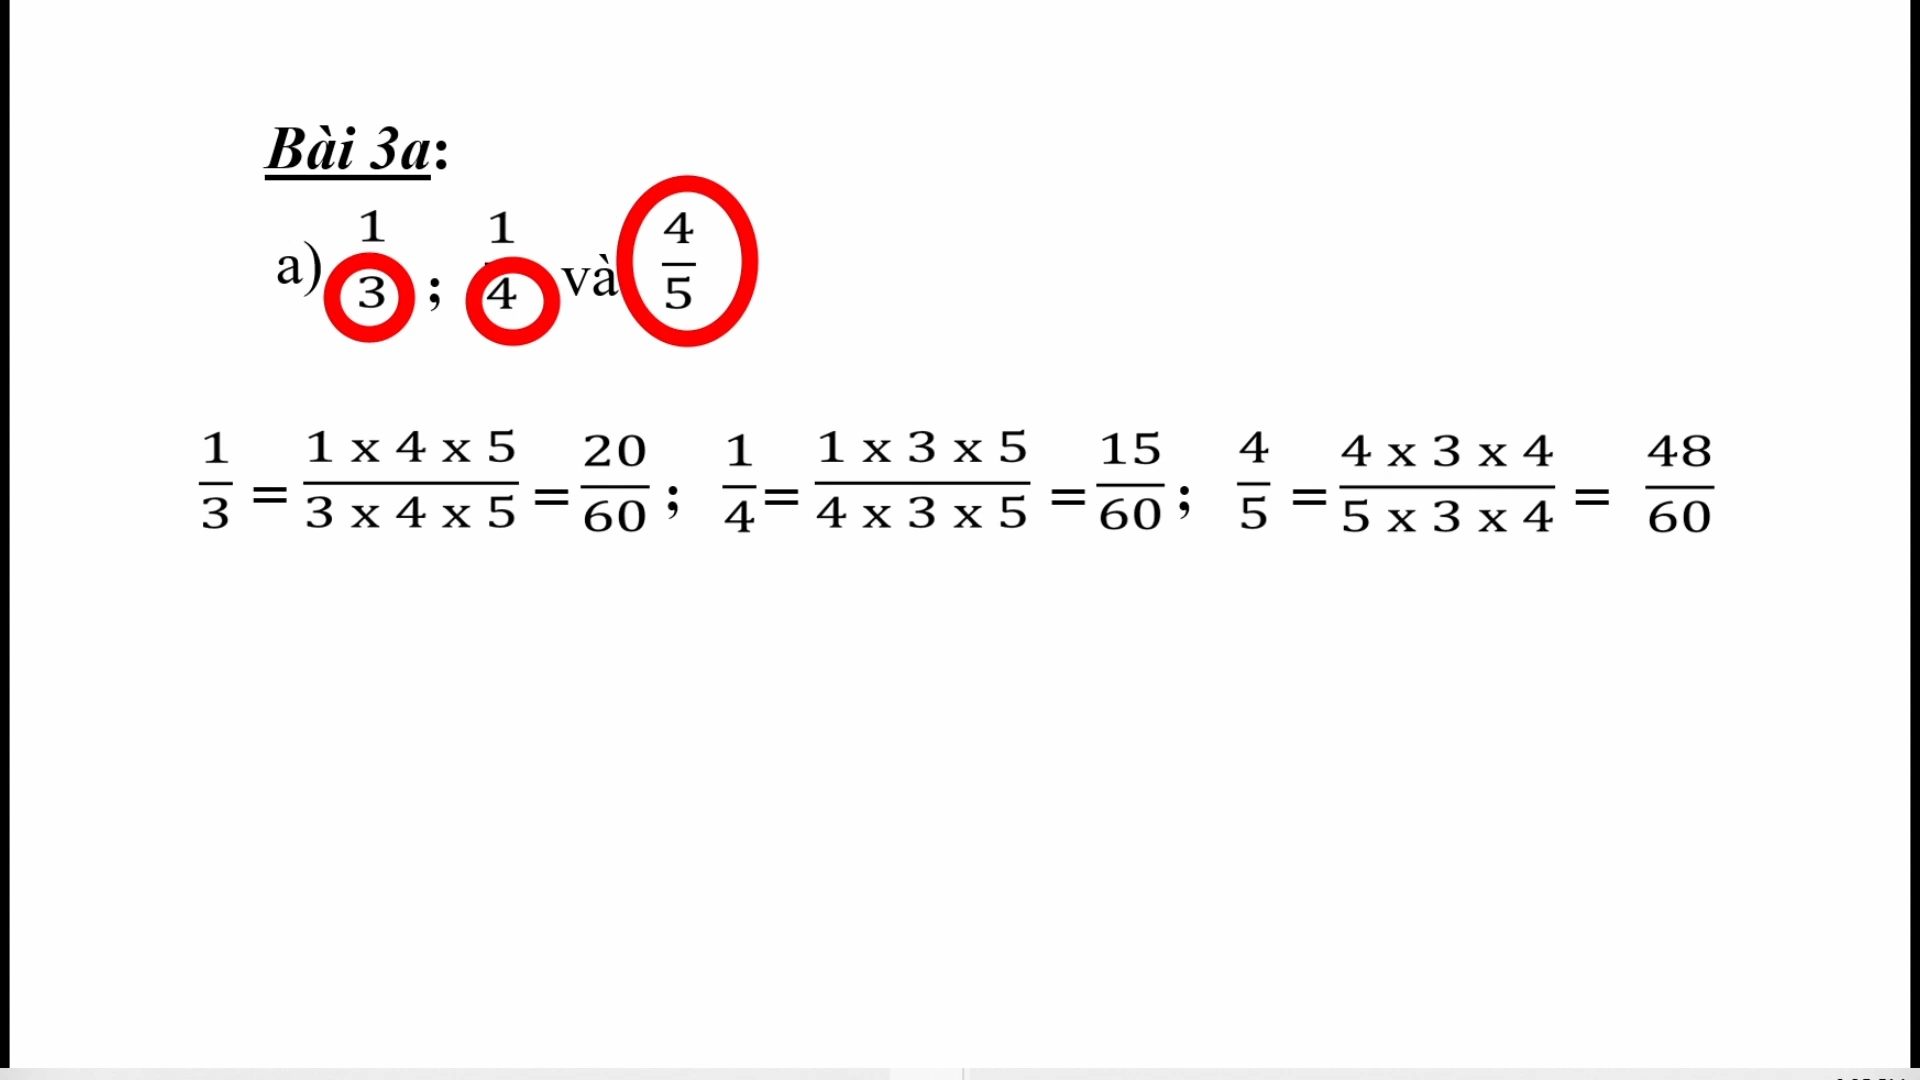 Bài 3a:
a) 1/3 ; 1/4 và 4/5
1/3 = (1 x 4 x 5)/(3 x 4 x 5) = 20/60 ; 1/4 = (1 x 3 x 5)/(4 x 3 x 5) = 15/60 ; 4/5 = (4 x 3 x 4)/(5 x 3 x 4) = 48/60